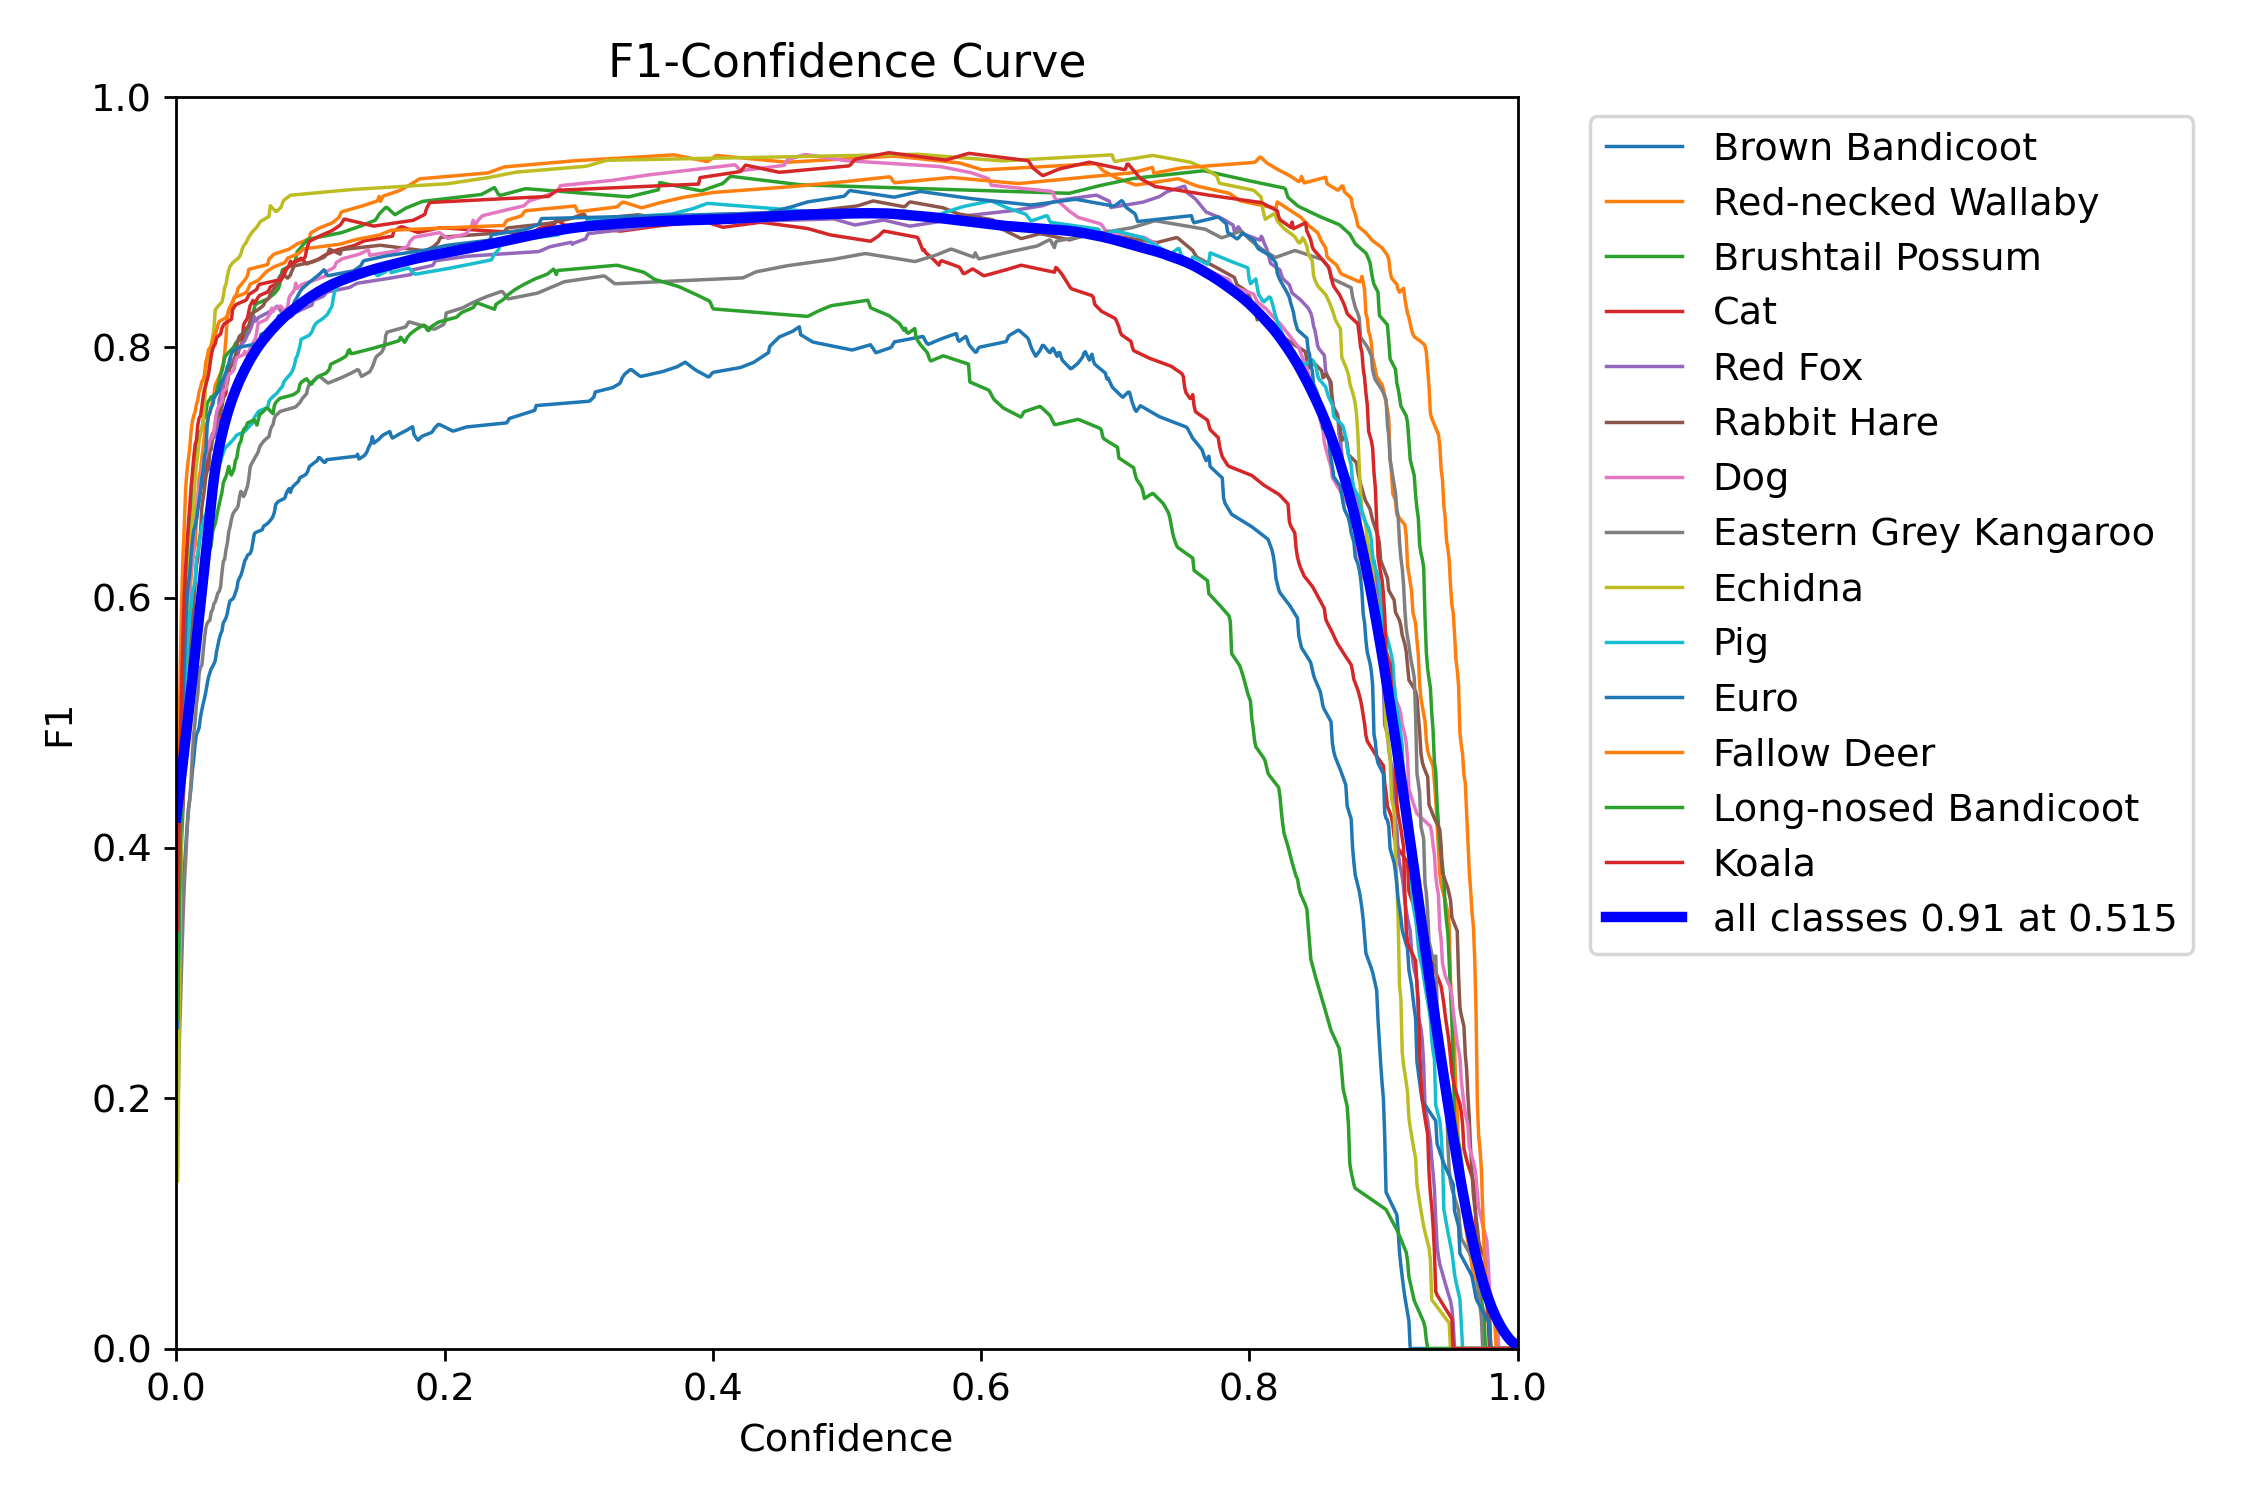 F1-Confidence Curve
1.0
0.8
0.6
0.4
0.2
0.0
F1
0.0 0.2 0.4 0.6 0.8 1.0
Confidence
Brown Bandicoot
Red-necked Wallaby
Brushtail Possum
Cat
Red Fox
Rabbit Hare
Dog
Eastern Grey Kangaroo
Echidna
Pig
Euro
Fallow Deer
Long-nosed Bandicoot
Koala
all classes 0.91 at 0.515